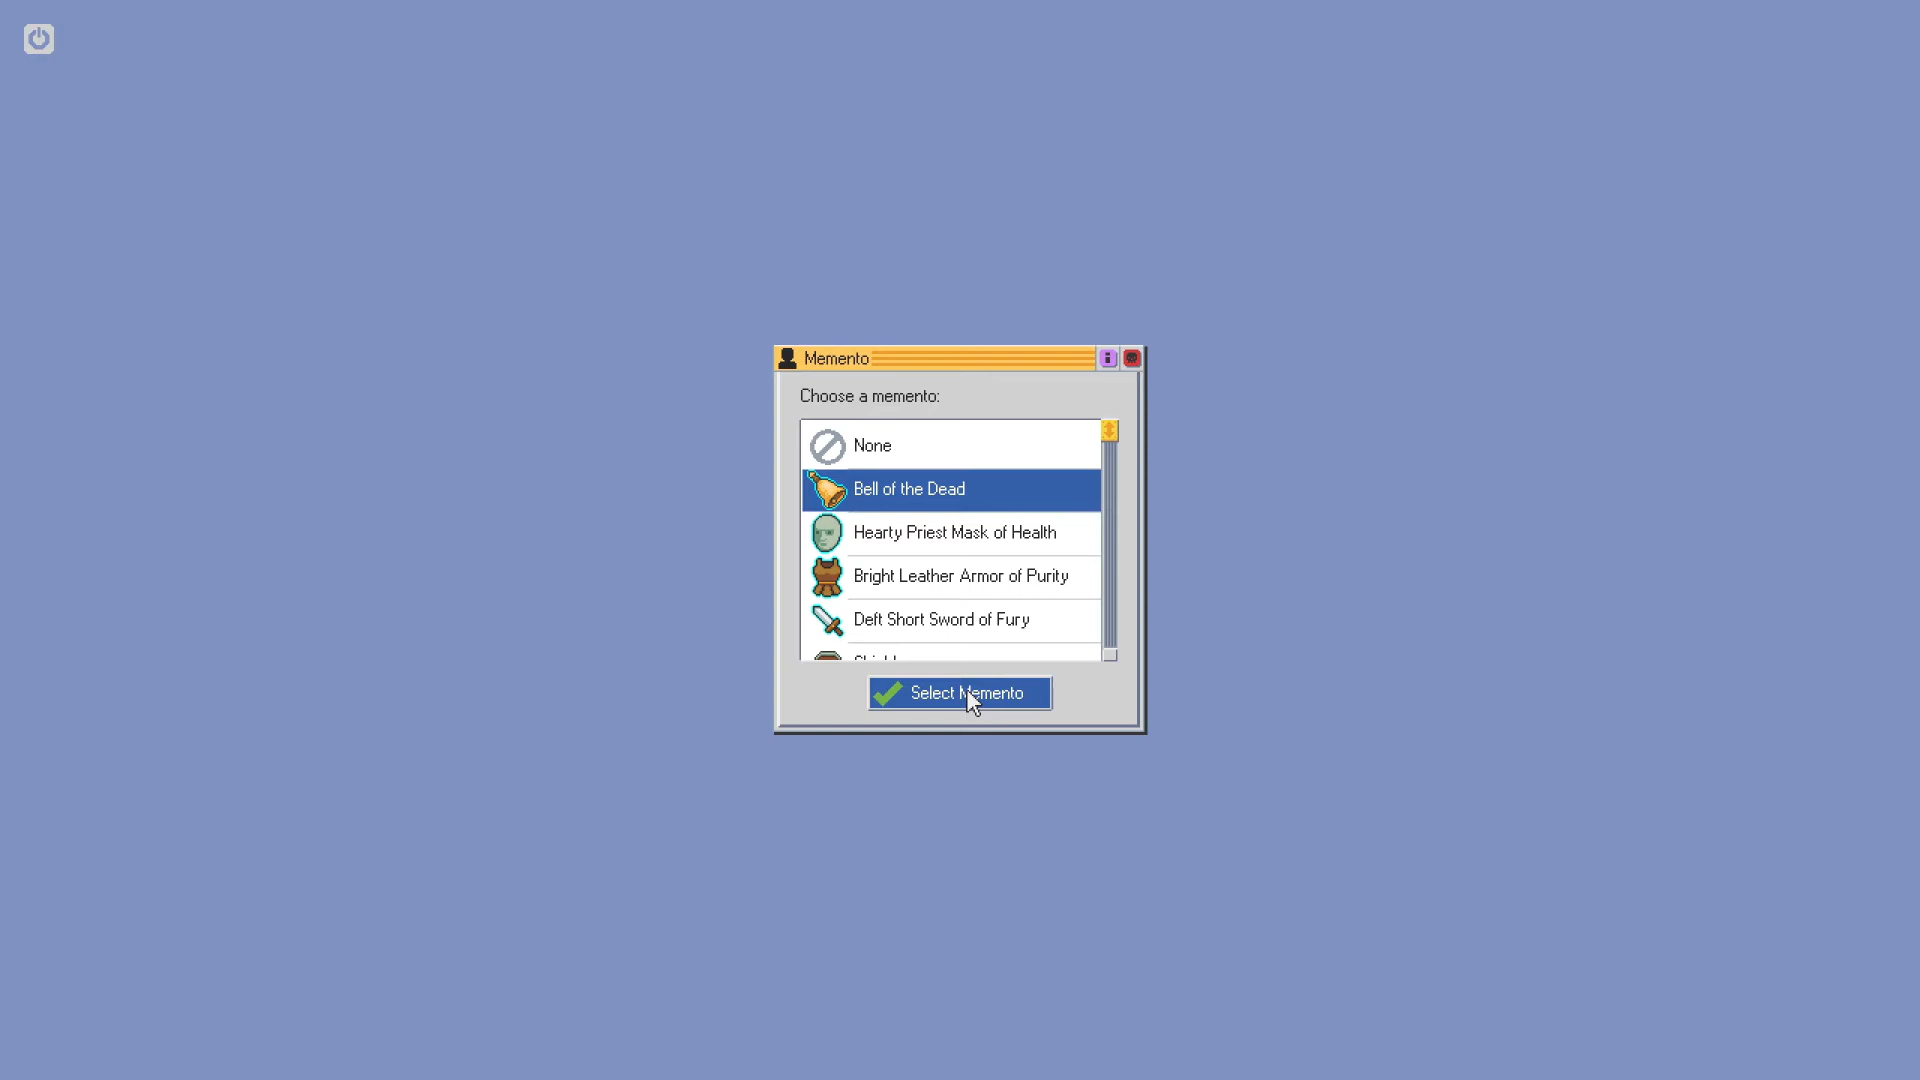 Memento
Choose a memento:
None
Bell of the Dead
Hearty Priest Mask of Health
Bright Leather Armor of Purity
Deft Short Sword of Fury
Select Memento